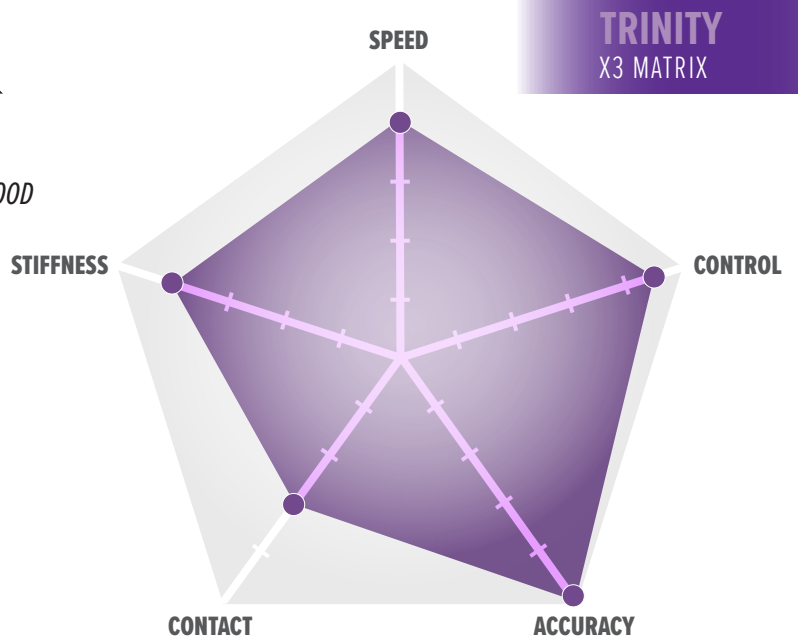 TRINITY
X3 MATRIX
SPEED
STIFFNESS
CONTROL
CONTACT
ACCURACY